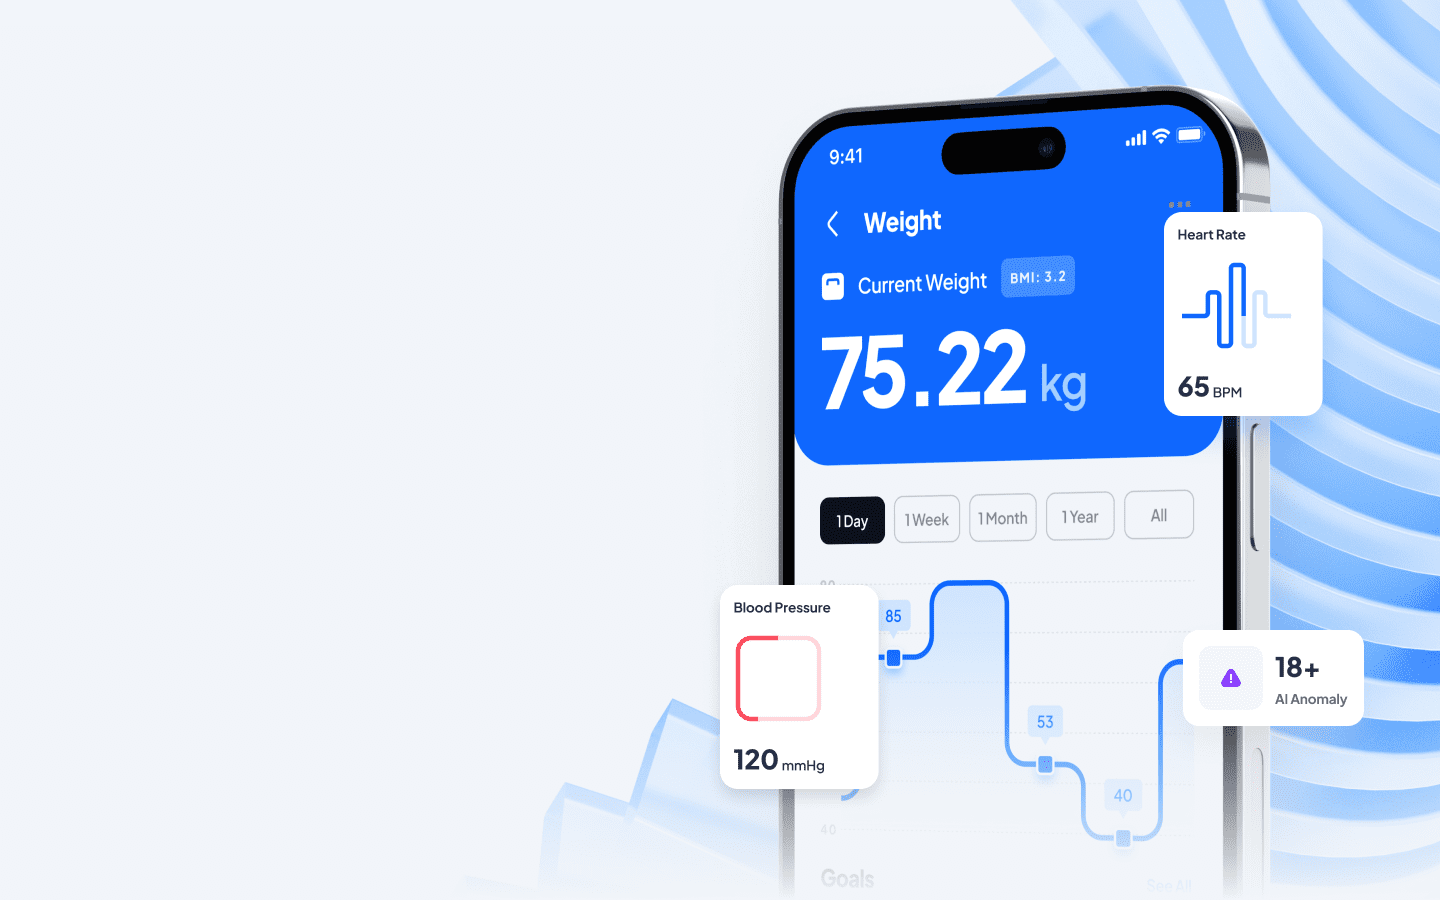 9:41
Weight
Heart Rate
Current Weight
BMI: 3.2
75.22 kg
65 BPM
1 Day
1 Week
1 Month
1 Year
All
Blood Pressure
85
18+
AI Anomaly
53
120 mmHg
40
40
Goals
See All